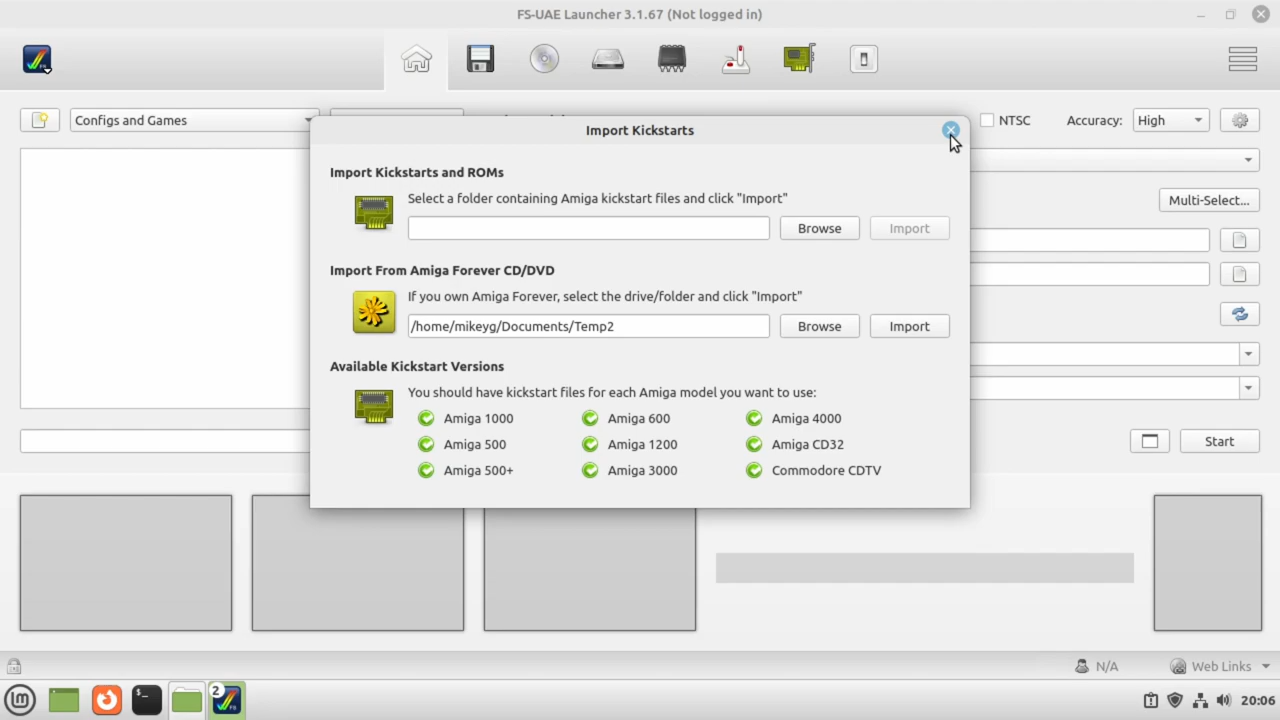 FS-UAE Launcher 3.1.67 (Not logged in)
Configs and Games
NTSC
Accuracy:
High
Import Kickstarts
Import Kickstarts and ROMs
Select a folder containing Amiga kickstart files and click "Import"
Browse
Import
Multi-Select...
Import From Amiga Forever CD/DVD
If you own Amiga Forever, select the drive/folder and click "Import"
/home/mikeyg/Documents/Temp2
Browse
Import
Available Kickstart Versions
You should have kickstart files for each Amiga model you want to use:
Amiga 1000
Amiga 600
Amiga 4000
Amiga 500
Amiga 1200
Amiga CD32
Amiga 500+
Amiga 3000
Commodore CDTV
Start
N/A
Web Links
2
20:06